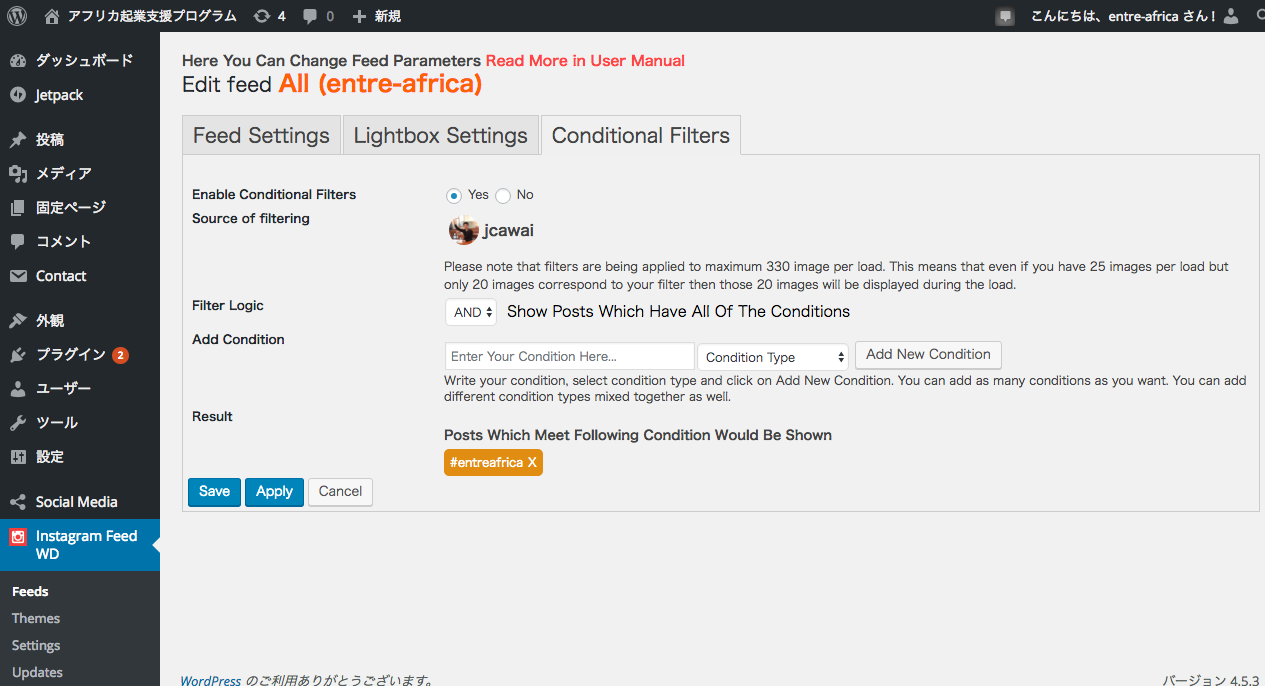 アフリカ起業支援プログラム 4 0 新規 こんにちは、entre-africa さん !
ダッシュボード
Jetpack
投稿
メディア
固定ページ
コメント
Contact
外観
プラグイン 2
ユーザー
ツール
設定
Social Media
Instagram Feed
WD
Feeds
Themes
Settings
Updates
Here You Can Change Feed Parameters Read More in User Manual
Edit feed All (entre-africa)
Feed Settings Lightbox Settings Conditional Filters
Enable Conditional Filters Yes No
Source of filtering
jcawai
Please note that filters are being applied to maximum 330 image per load. This means that even if you have 25 images per load but
only 20 images correspond to your filter then those 20 images will be displayed during the load.
Filter Logic AND Show Posts Which Have All Of The Conditions
Add Condition
Enter Your Condition Here... Condition Type Add New Condition
Write your condition, select condition type and click on Add New Condition. You can add as many conditions as you want. You can add
different condition types mixed together as well.
Result
Posts Which Meet Following Condition Would Be Shown
#entreafrica X
Save Apply Cancel
WordPress のご利用ありがとうございます。 バージョン 4.5.3